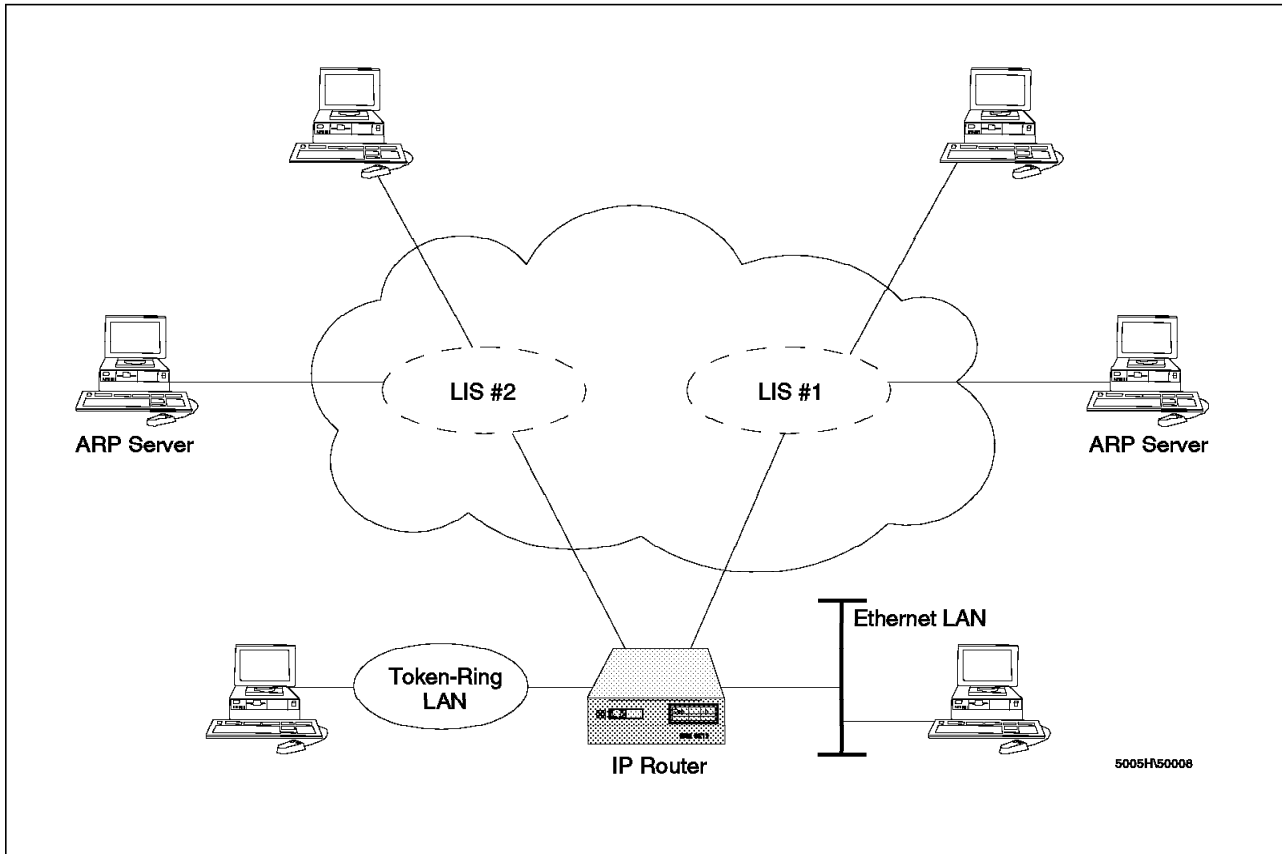 LIS #2
LIS #1
ARP Server
ARP Server
Ethernet LAN
Token-Ring
LAN
IP Router
5005H\50008